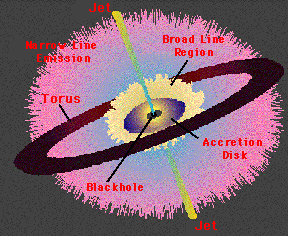 Jet
Narrow Line
Emission
Broad Line
Region
Torus
Accretion
Disk
Blackhole
Jet